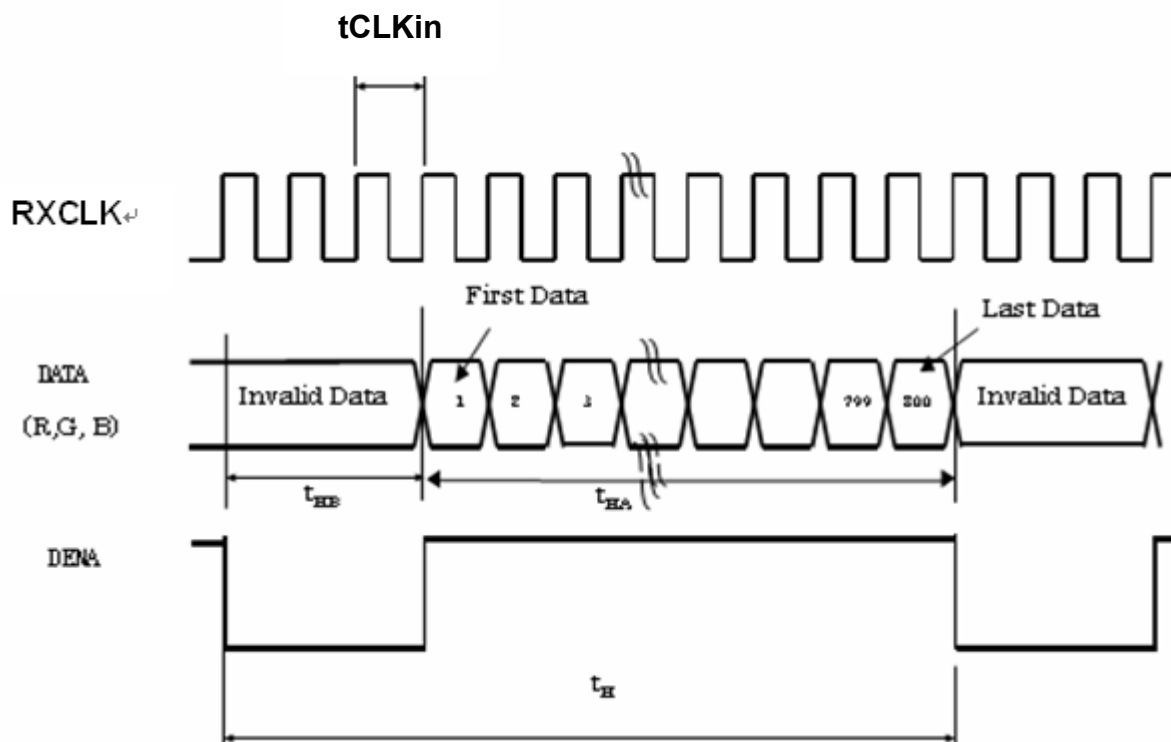 tCLKin
RXCLK↵
First Data
Last Data
DATA
(R,G, B)
Invalid Data
1
2
3
799
800
Invalid Data
tHB
tHA
DENA
tH